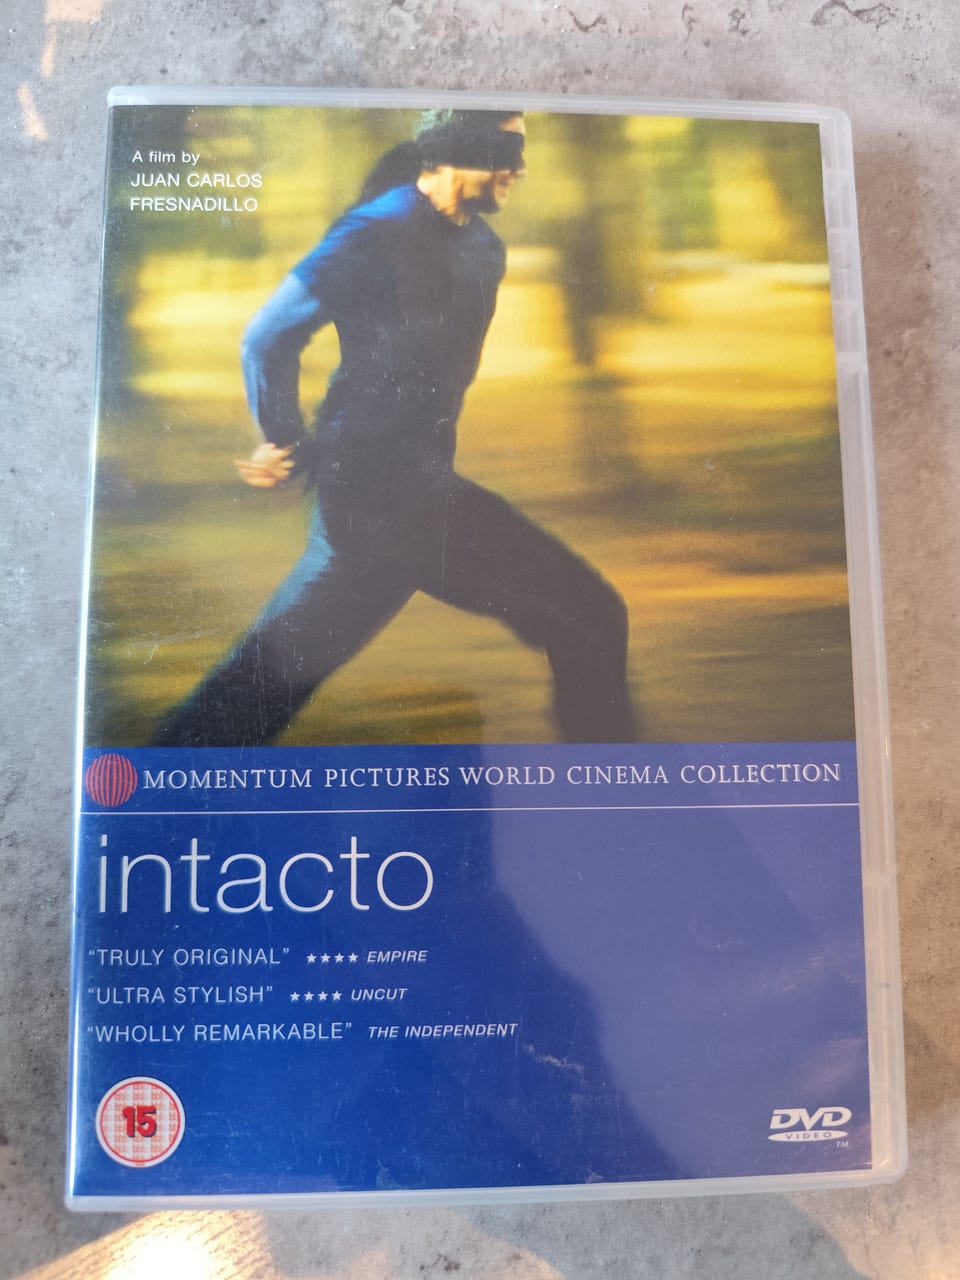 A film by
JUAN CARLOS
FRESNADILLO
MOMENTUM PICTURES WORLD CINEMA COLLECTION
intacto
“TRULY ORIGINAL” ★★★★ EMPIRE
“ULTRA STYLISH” ★★★★ UNCUT
“WHOLLY REMARKABLE” THE INDEPENDENT
15
DVD
VIDEO
TM